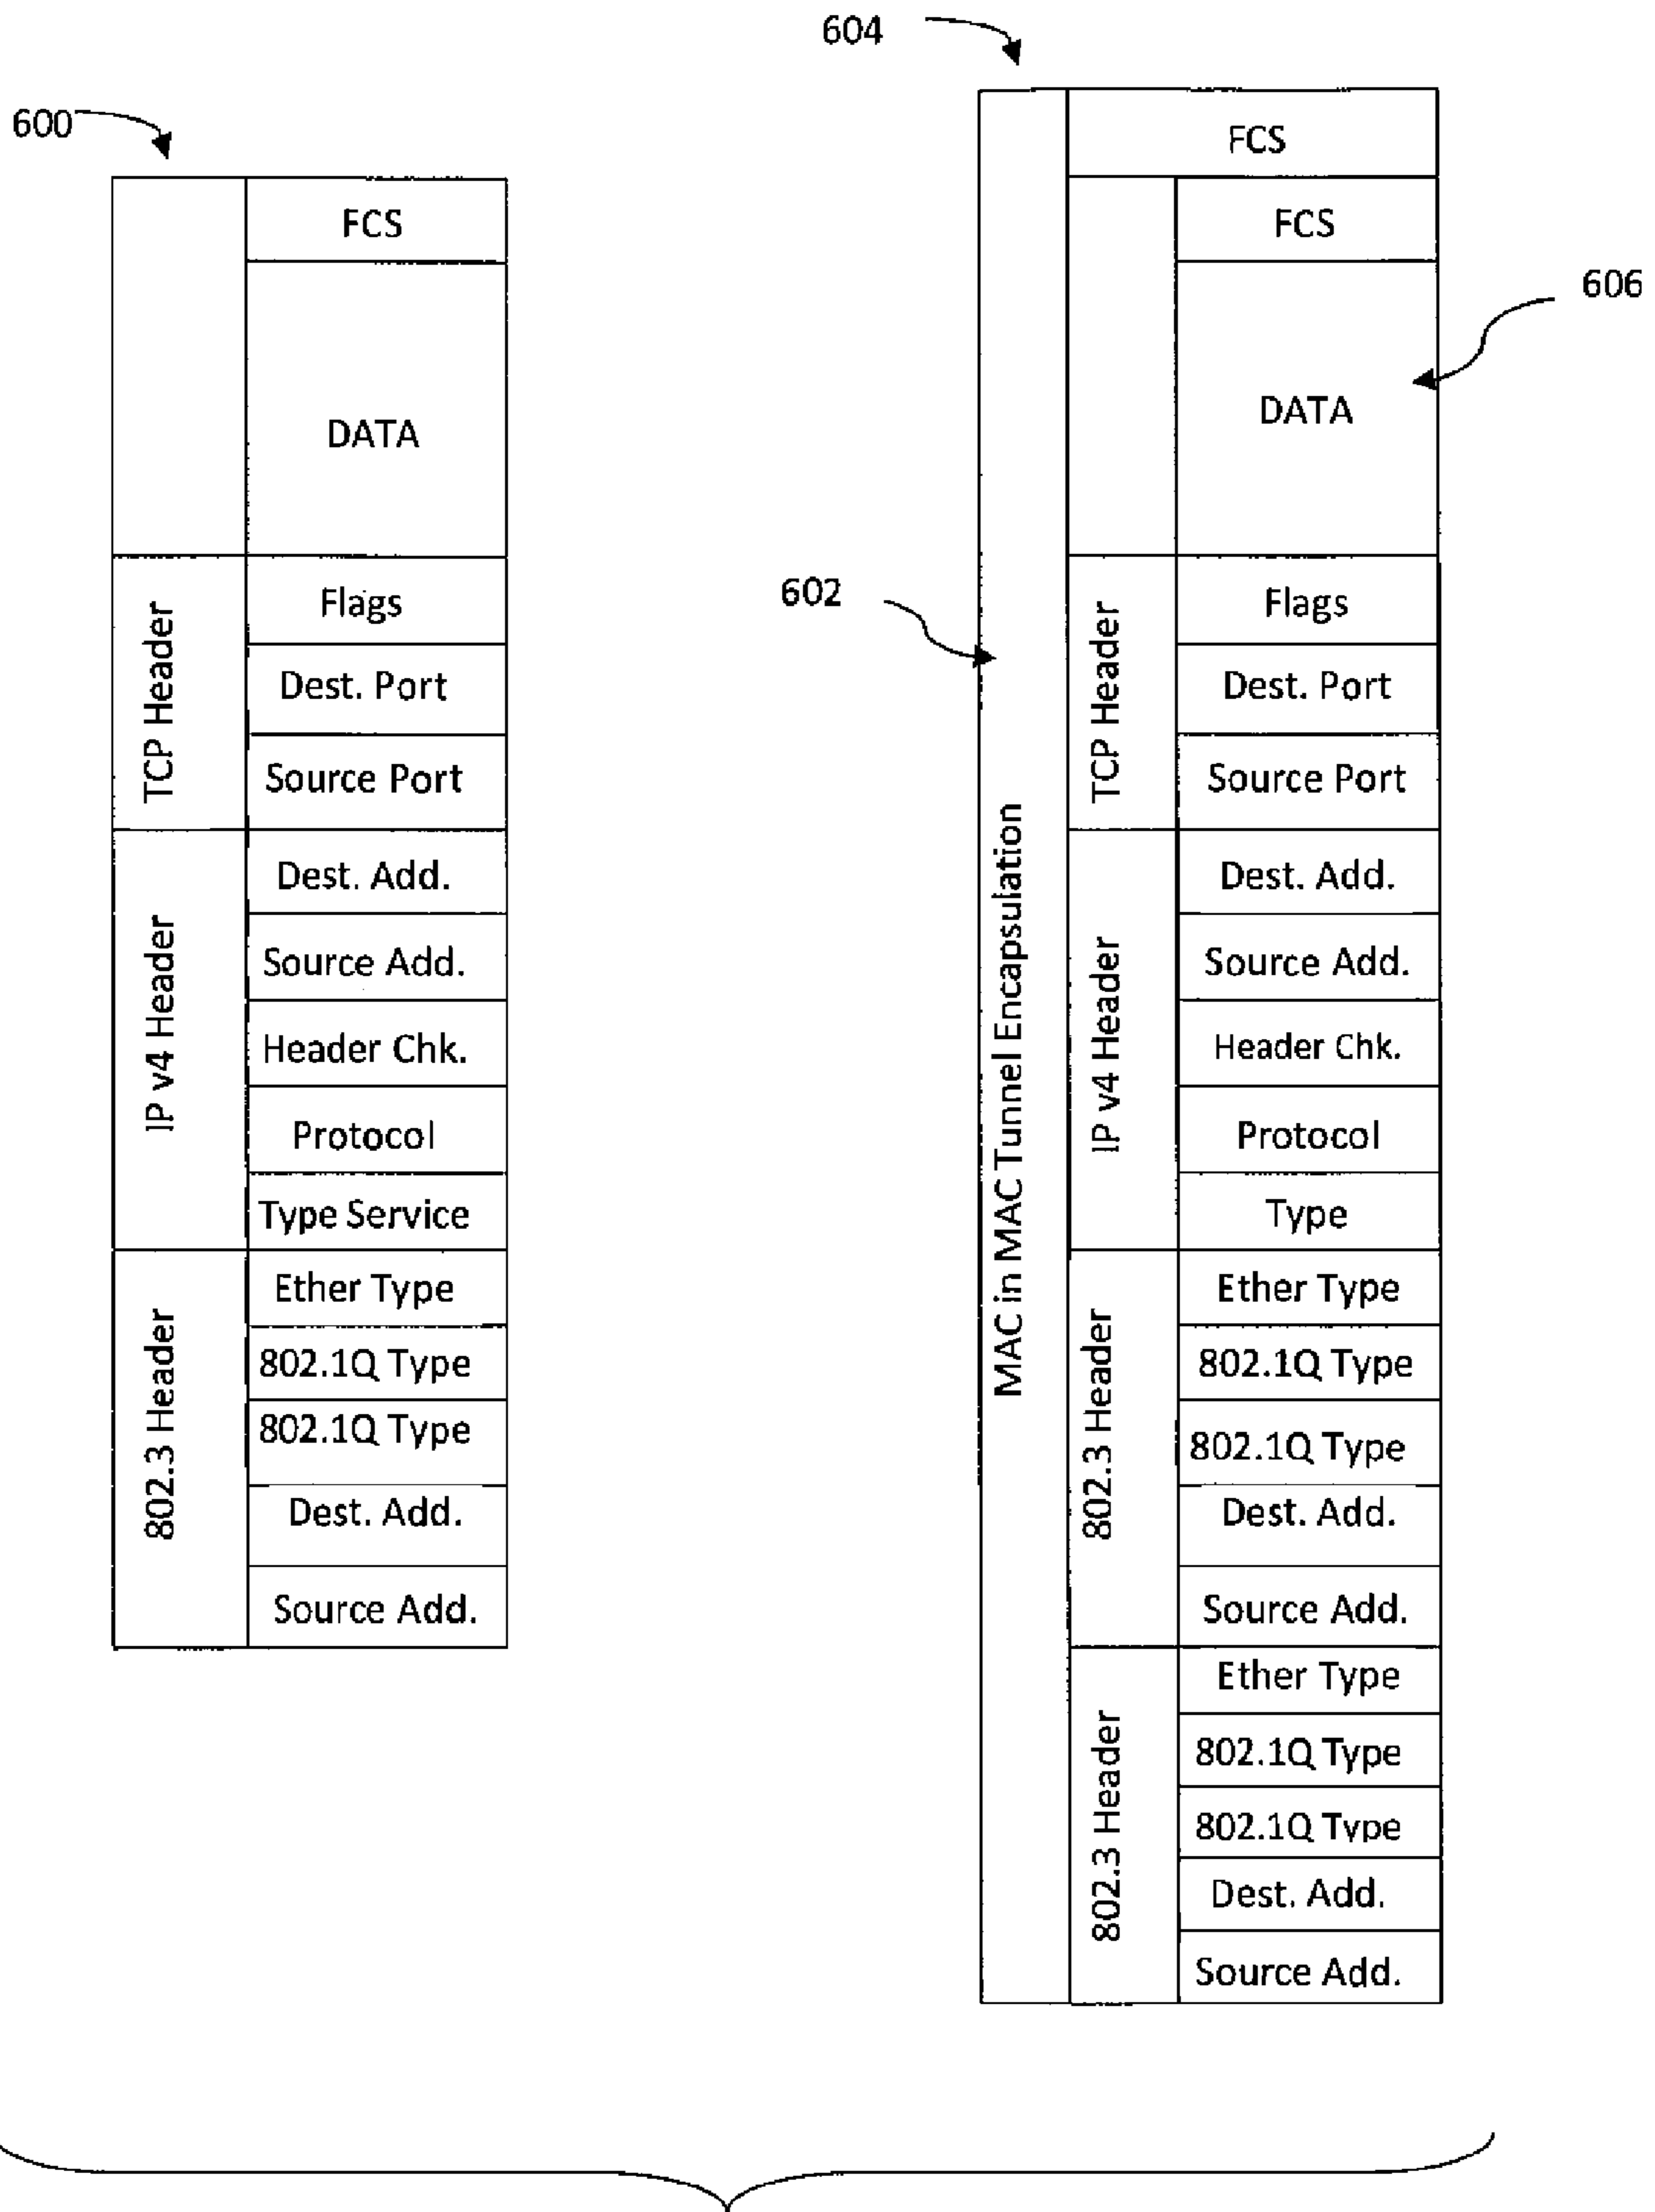 604
600
FCS
DATA
TCP Header
Flags
Dest. Port
Source Port
IP v4 Header
Dest. Add.
Source Add.
Header Chk.
Protocol
Type Service
802.3 Header
Ether Type
802.1Q Type
802.1Q Type
Dest. Add.
Source Add.
602
MAC in MAC Tunnel Encapsulation
FCS
FCS
DATA
606
TCP Header
Flags
Dest. Port
Source Port
IP v4 Header
Dest. Add.
Source Add.
Header Chk.
Protocol
Type
802.3 Header
Ether Type
802.1Q Type
802.1Q Type
Dest. Add.
Source Add.
802.3 Header
Ether Type
802.1Q Type
802.1Q Type
Dest. Add.
Source Add.